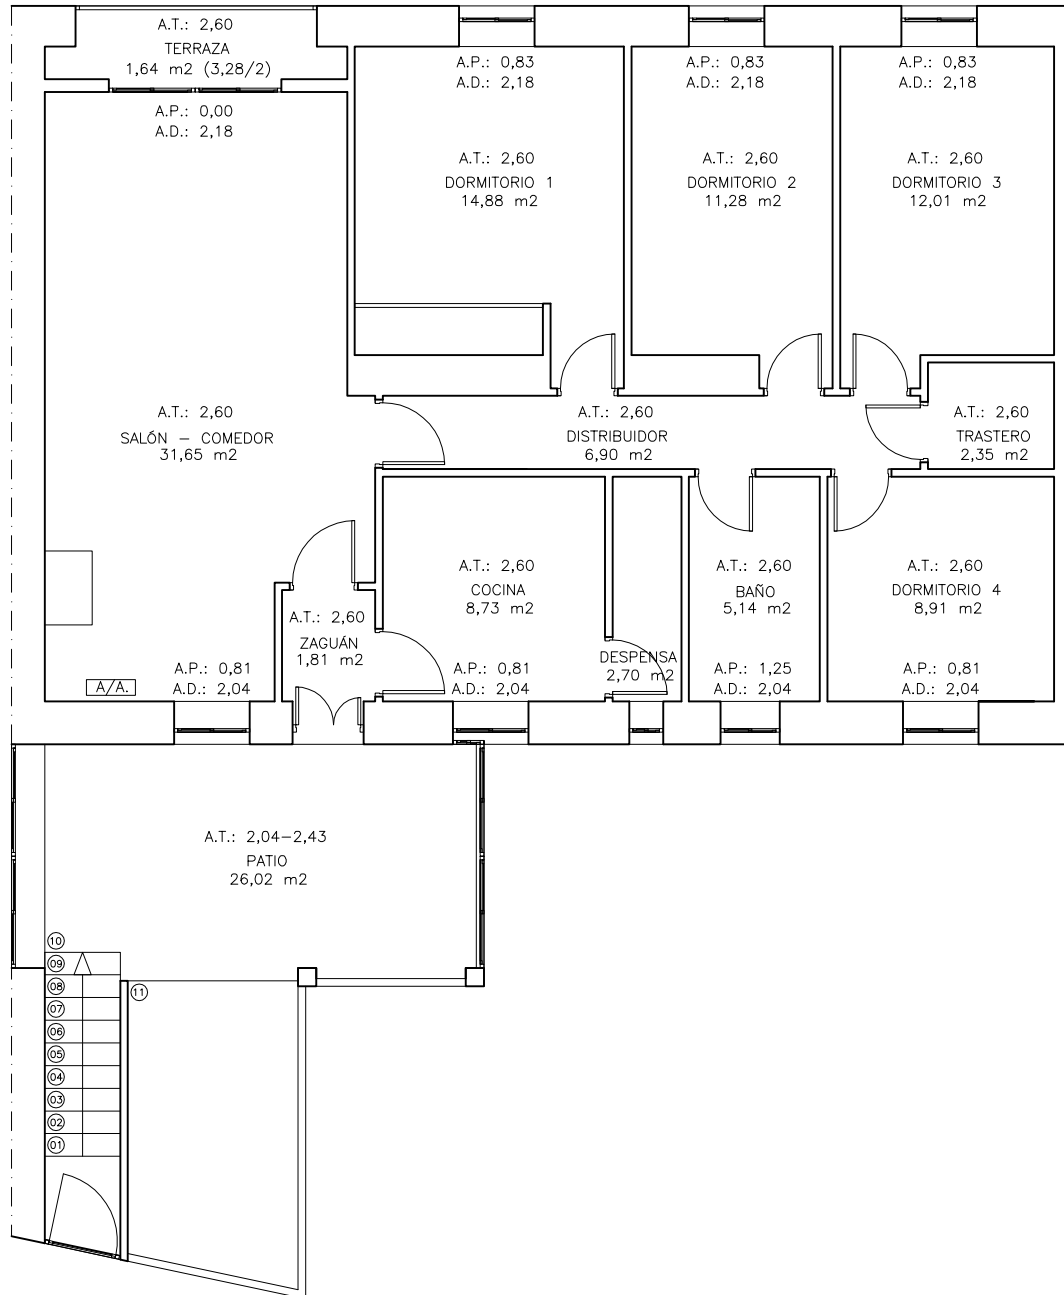 A.T.: 2,60
TERRAZA
1,64 m2 (3,28/2)
A.P.: 0,00
A.D.: 2,18
A.P.: 0,83
A.D.: 2,18
A.T.: 2,60
DORMITORIO 1
14,88 m2
A.P.: 0,83
A.D.: 2,18
A.T.: 2,60
DORMITORIO 2
11,28 m2
A.P.: 0,83
A.D.: 2,18
A.T.: 2,60
DORMITORIO 3
12,01 m2
A.T.: 2,60
SALÓN – COMEDOR
31,65 m2
A.T.: 2,60
DISTRIBUIDOR
6,90 m2
A.T.: 2,60
TRASTERO
2,35 m2
A.T.: 2,60
ZAGUÁN
1,81 m2
A.T.: 2,60
COCINA
8,73 m2
A.T.: 2,60
BAÑO
5,14 m2
A.T.: 2,60
DORMITORIO 4
8,91 m2
DESPENSA
2,70 m2
A/A.
A.P.: 0,81
A.D.: 2,04
A.P.: 0,81
A.D.: 2,04
A.P.: 1,25
A.D.: 2,04
A.P.: 0,81
A.D.: 2,04
A.T.: 2,04–2,43
PATIO
26,02 m2
10
09
08
07
06
05
04
03
02
01
11